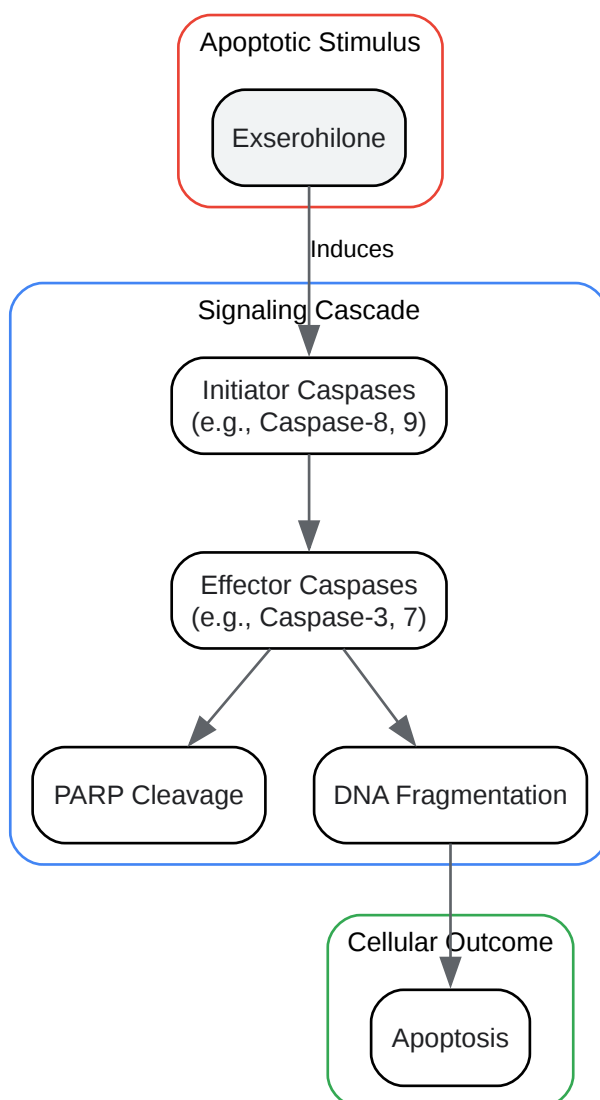 Apoptotic Stimulus
Exserohilone
Induces
Signaling Cascade
Initiator Caspases
(e.g., Caspase-8, 9)
Effector Caspases
(e.g., Caspase-3, 7)
PARP Cleavage
DNA Fragmentation
Cellular Outcome
Apoptosis